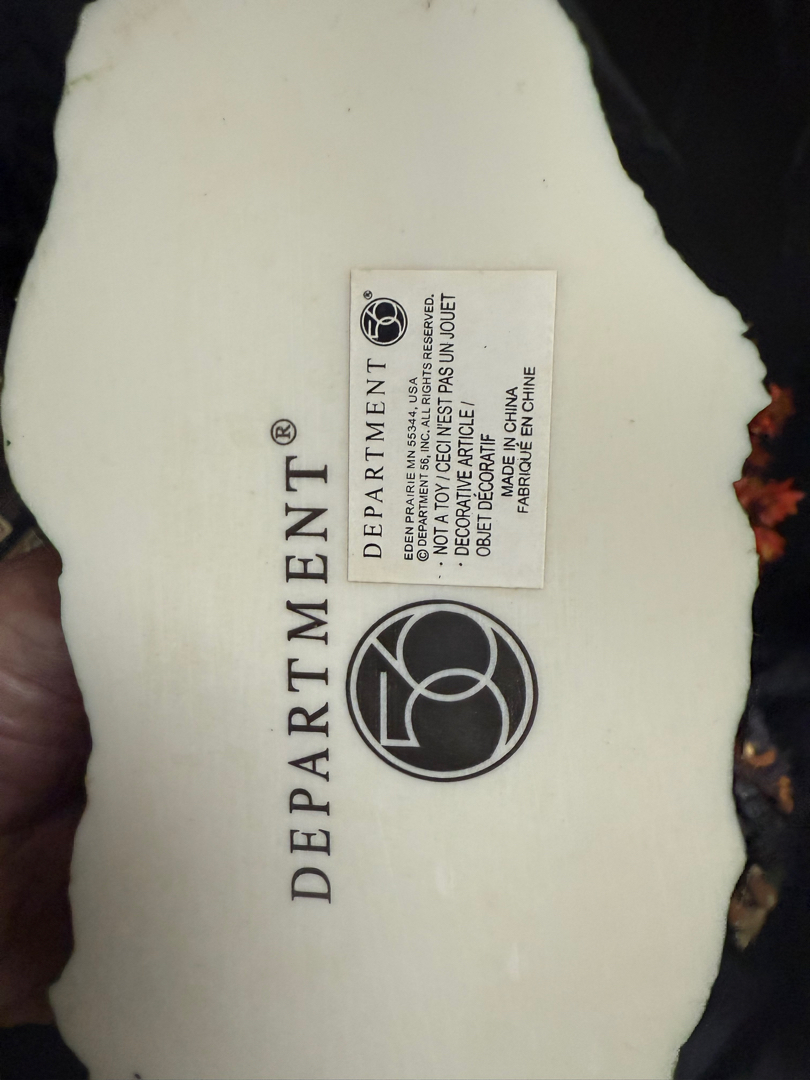 DEPARTMENT®
56
DEPARTMENT 56®
EDEN PRAIRIE MN 55344, USA
© DEPARTMENT 56, INC. ALL RIGHTS RESERVED.
· NOT A TOY / CECI N'EST PAS UN JOUET
· DECORATIVE ARTICLE /
OBJET DÉCORATIF
MADE IN CHINA
FABRIQUÉ EN CHINE